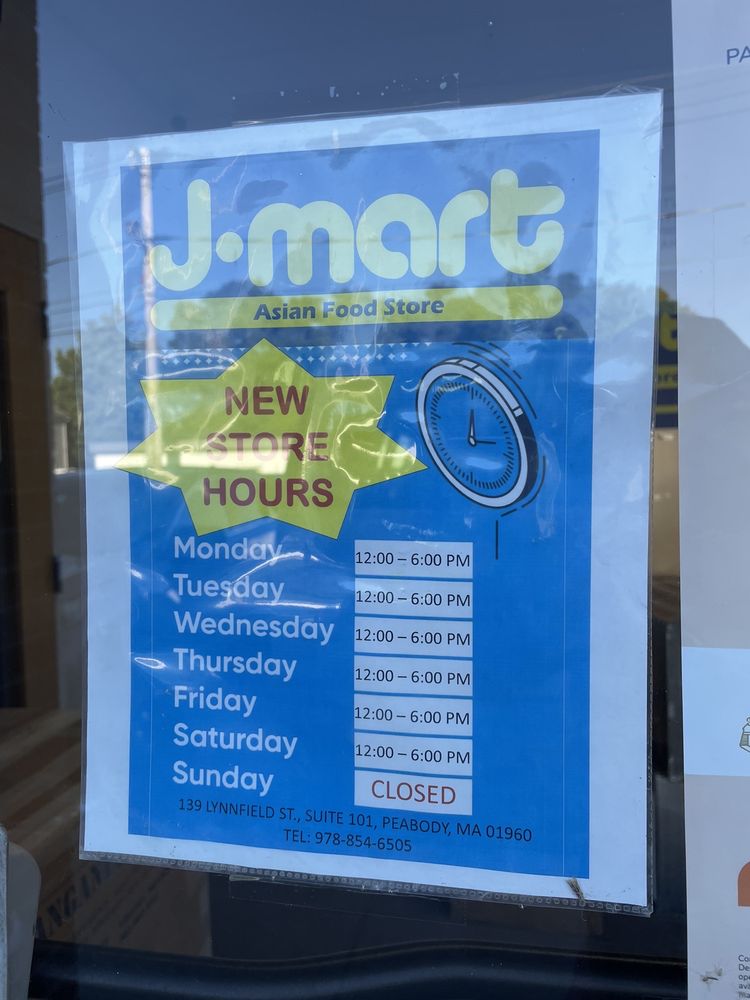 J·mart
Asian Food Store
NEW
STORE
HOURS
Monday 12:00 – 6:00 PM
Tuesday 12:00 – 6:00 PM
Wednesday 12:00 – 6:00 PM
Thursday 12:00 – 6:00 PM
Friday 12:00 – 6:00 PM
Saturday 12:00 – 6:00 PM
Sunday CLOSED
139 LYNNFIELD ST., SUITE 101, PEABODY, MA 01960
TEL: 978-854-6505